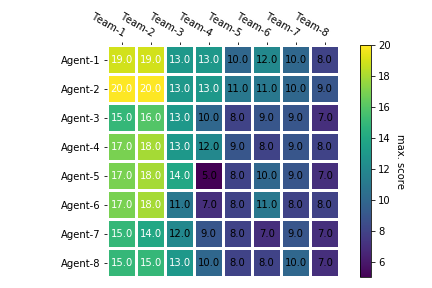 Team-1 Team-2 Team-3 Team-4 Team-5 Team-6 Team-7 Team-8
Agent-1 19.0 19.0 13.0 13.0 10.0 12.0 10.0 8.0
Agent-2 20.0 20.0 13.0 13.0 11.0 11.0 10.0 9.0
Agent-3 15.0 16.0 13.0 10.0 8.0 9.0 9.0 7.0
Agent-4 17.0 18.0 13.0 12.0 9.0 8.0 9.0 8.0
Agent-5 17.0 18.0 14.0 5.0 8.0 10.0 9.0 7.0
Agent-6 17.0 18.0 11.0 7.0 8.0 11.0 8.0 8.0
Agent-7 15.0 14.0 12.0 9.0 8.0 7.0 9.0 7.0
Agent-8 15.0 15.0 13.0 10.0 8.0 8.0 10.0 7.0
20
18
16
14
12
10
8
6
max. score